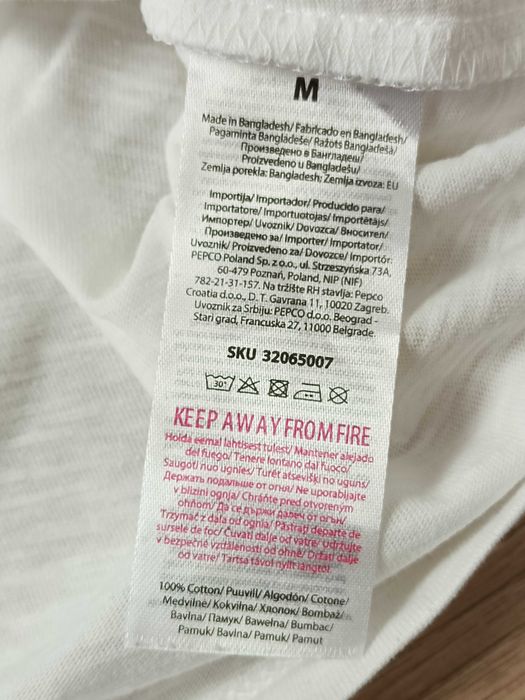 M
Made in Bangladesh/ Fabricado en Bangladesh/
Pagaminta Bangladeše/ Ražots Bangladešā/
Произведено в Бангладеш/
Proizvedeno u Bangladešu/
Zemlja porekla: Bangladesh; Zemlja izvoza: EU
Importija/ Importador/ Producido para/
Importatore/ Importuotojas/ Importētājs/
Импортер/ Uvoznik/ Dovozca/ Вносител/
Произведено за/ Importer/ Importator/
Uvoznik/ Proizvedeno za/ Dovozce/ Importőr:
PEPCO Poland Sp. z o.o., ul. Strzeszyńska 73A,
60-479 Poznań, Poland, NIP (NIF)
782-21-31-157. Na tržište RH stavlja: Pepco
Croatia d.o.o., D. T. Gavrana 11, 10020 Zagreb.
Uvoznik za Srbiju: PEPCO d.o.o. Beograd -
Stari grad, Francuska 27, 11000 Belgrade.
SKU 32065007
30°
KEEP AWAY FROM FIRE
Hoida eemal lahtisest tulest/ Mantener alejado
del fuego/ Tenere lontano dal fuoco/
Saugoti nuo ugnies/ Turēt atsevišķi no uguns/
Держать подальше от огня/ Ne uporabljajte
v bližini ognja/ Chráňte pred otvoreným
ohňom/ Да се държи далеч от огън/
Trzymać z dala od ognia/ Păstrați departe de
sursele de foc/ Čuvati dalje od vatre/ Udržujte
v bezpečné vzdálenosti od ohně/ Držati dalje
od vatre/ Tartsa távol nyílt lángtól
100% Cotton/ Puuvill/ Algodón/ Cotone/
Medvilnė/ Kokvilna/ Хлопок/ Bombaž/
Bavlna/ Памук/ Bawełna/ Bumbac/
Pamuk/ Bavlna/ Pamuk/ Pamut